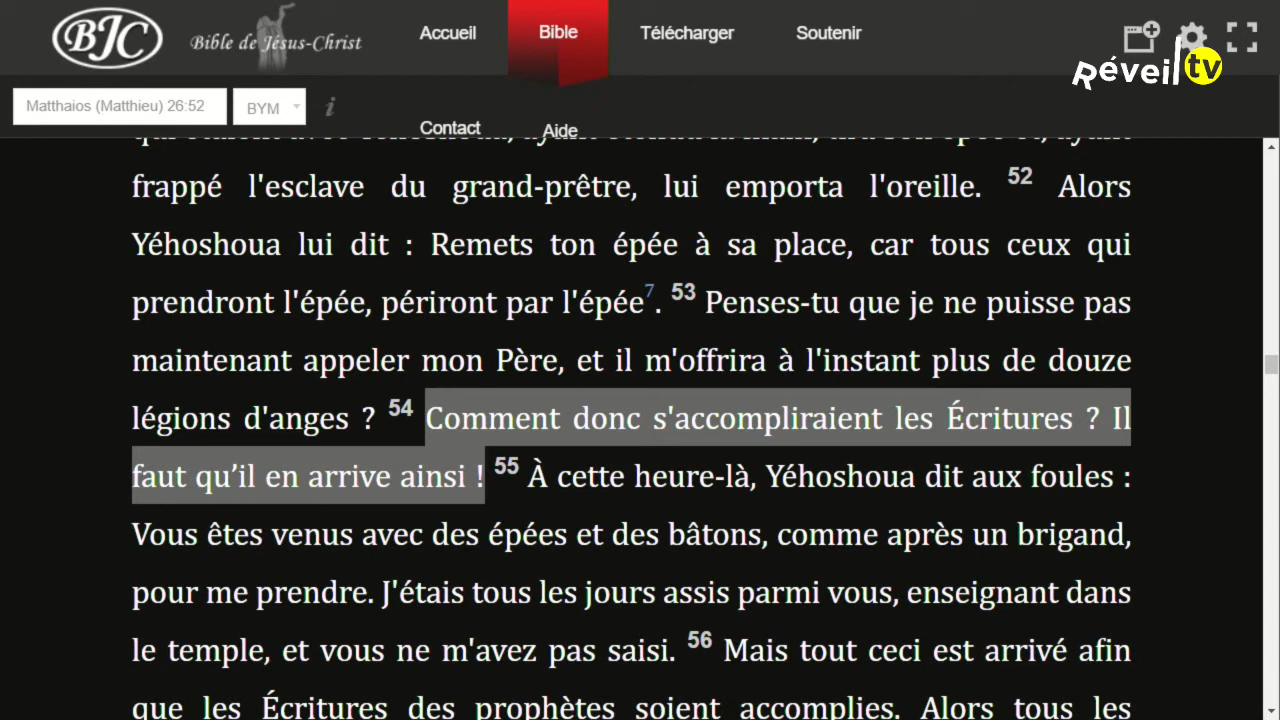 BJC
Bible de Jésus-Christ
Accueil
Bible
Télécharger
Soutenir
Réveil tv
Matthaios (Matthieu) 26:52
BYM
i
Contact
Aide
frappé l'esclave du grand-prêtre, lui emporta l'oreille. 52 Alors
Yéhoshoua lui dit : Remets ton épée à sa place, car tous ceux qui
prendront l'épée, périront par l'épée7. 53 Penses-tu que je ne puisse pas
maintenant appeler mon Père, et il m'offrira à l'instant plus de douze
légions d'anges ? 54 Comment donc s'accompliraient les Écritures ? Il
faut qu’il en arrive ainsi ! 55 À cette heure-là, Yéhoshoua dit aux foules :
Vous êtes venus avec des épées et des bâtons, comme après un brigand,
pour me prendre. J'étais tous les jours assis parmi vous, enseignant dans
le temple, et vous ne m'avez pas saisi. 56 Mais tout ceci est arrivé afin
que les Écritures des prophètes soient accomplies. Alors tous les